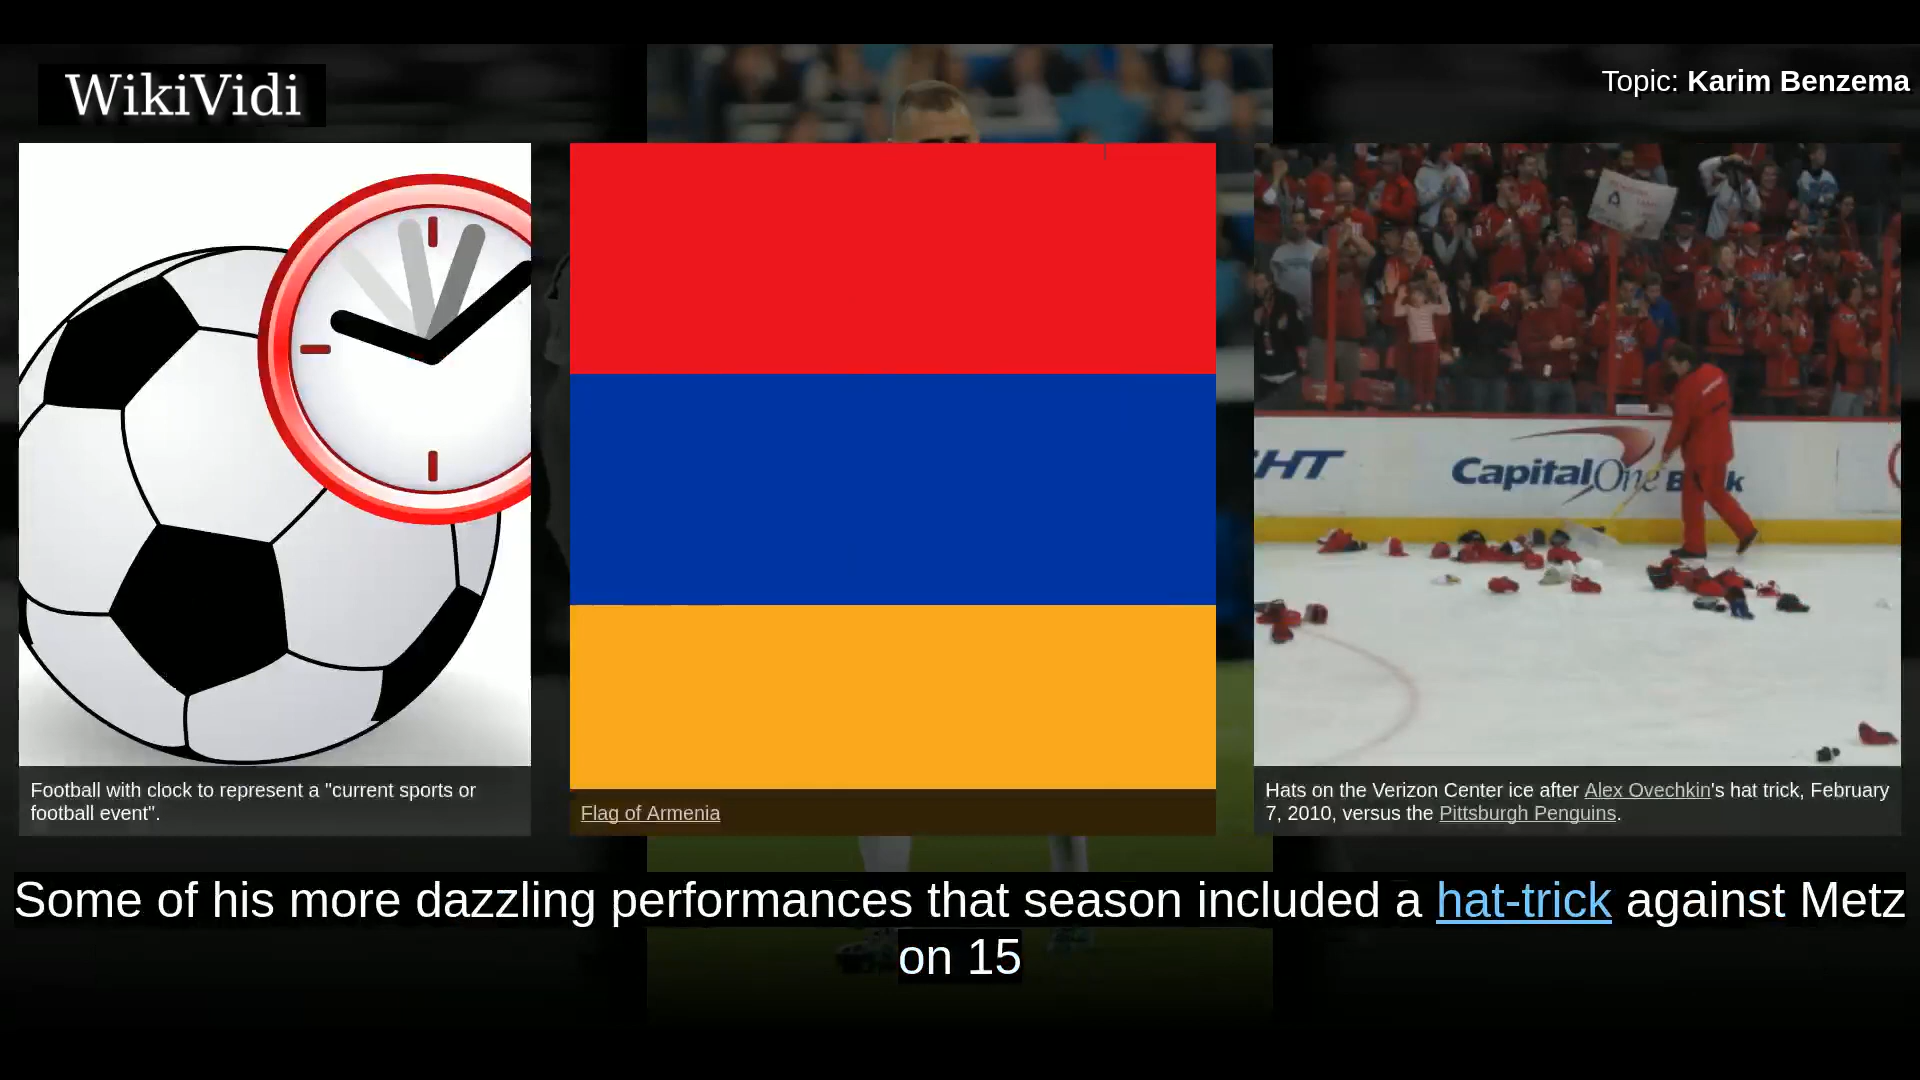 WikiVidi
Topic: Karim Benzema
Football with clock to represent a "current sports or
football event".
Flag of Armenia
HT
CapitalOne
Hats on the Verizon Center ice after Alex Ovechkin's hat trick, February
7, 2010, versus the Pittsburgh Penguins.
Some of his more dazzling performances that season included a hat-trick against Metz
on 15